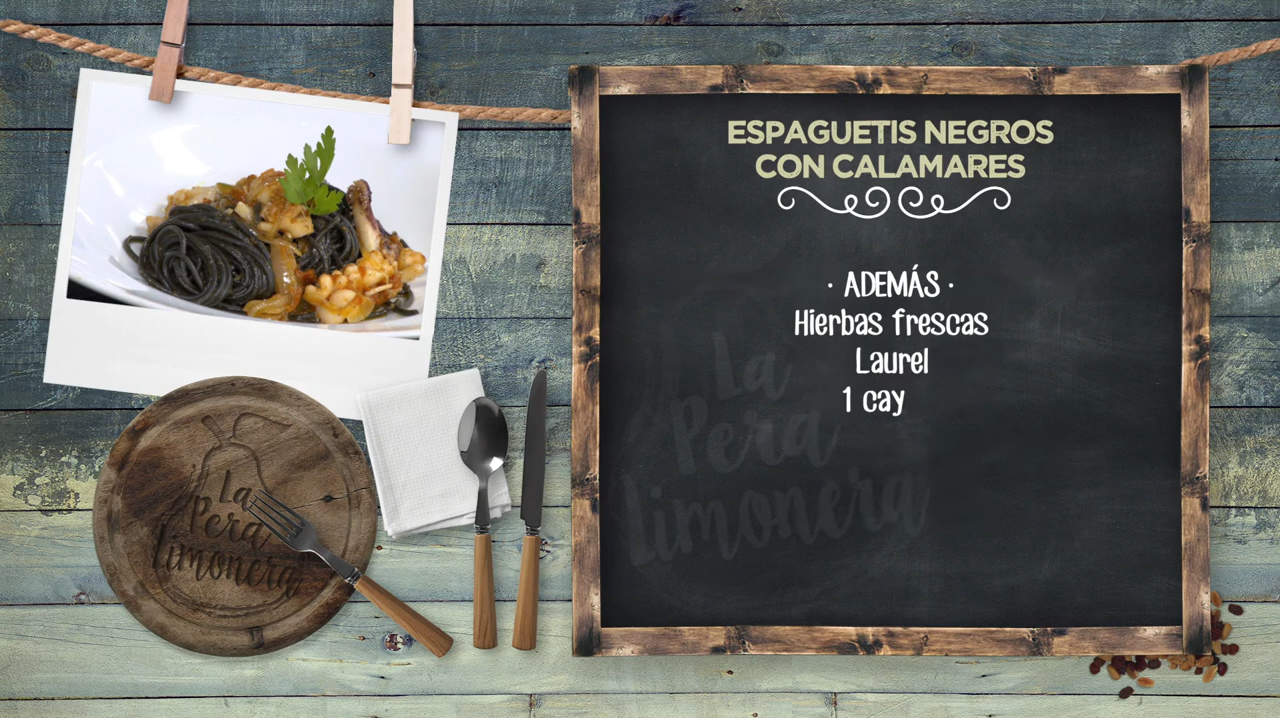 ESPAGUETIS NEGROS
CON CALAMARES
· ADEMÁS ·
Hierbas frescas
Laurel
1 cay
La
Pera
Limonera
La
Pera
Limonera